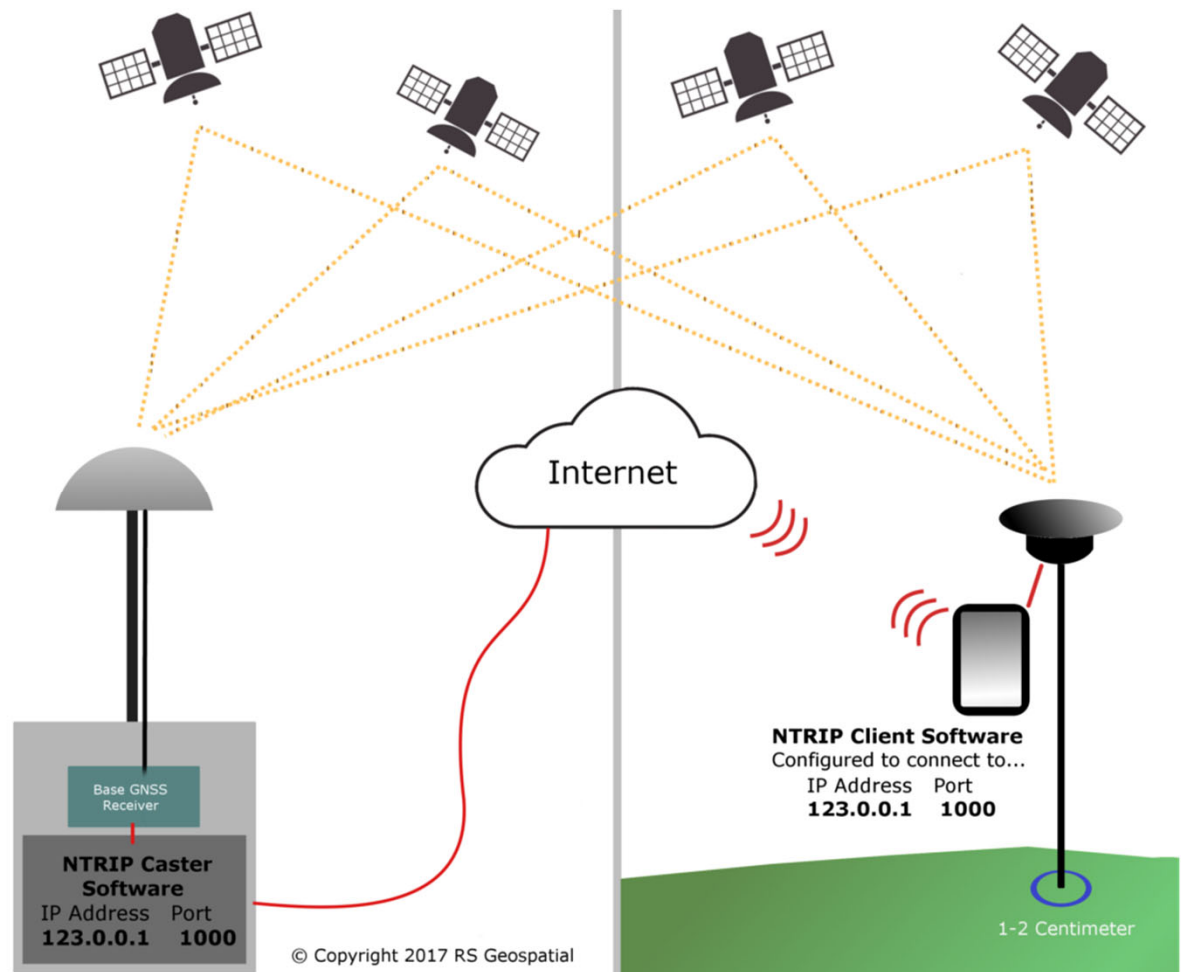 Internet
Base GNSS
Receiver
NTRIP Caster
Software
IP Address Port
123.0.0.1 1000
© Copyright 2017 RS Geospatial
NTRIP Client Software
Configured to connect to...
IP Address Port
123.0.0.1 1000
1-2 Centimeter